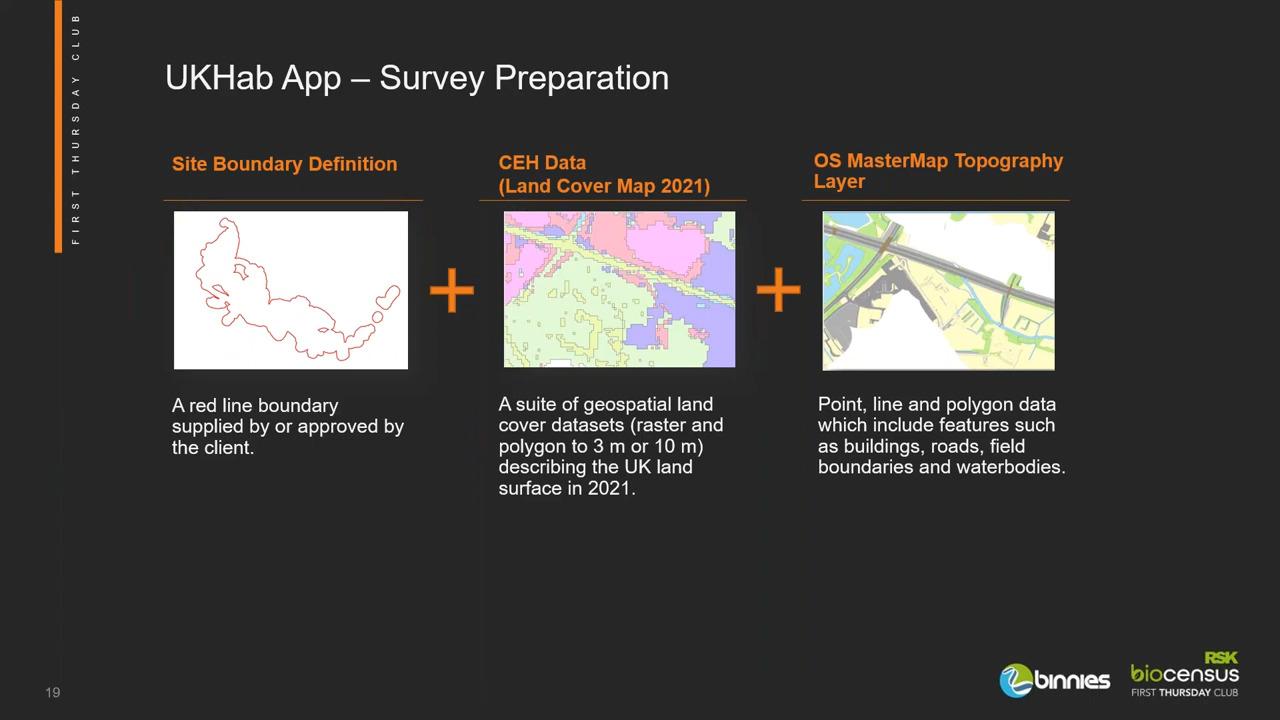 FIRST THURSDAY CLUB
UKHab App – Survey Preparation
Site Boundary Definition
A red line boundary
supplied by or approved by
the client.
CEH Data
(Land Cover Map 2021)
A suite of geospatial land
cover datasets (raster and
polygon to 3 m or 10 m)
describing the UK land
surface in 2021.
OS MasterMap Topography
Layer
Point, line and polygon data
which include features such
as buildings, roads, field
boundaries and waterbodies.
19
binnies
RSK
biocensus
FIRST THURSDAY CLUB